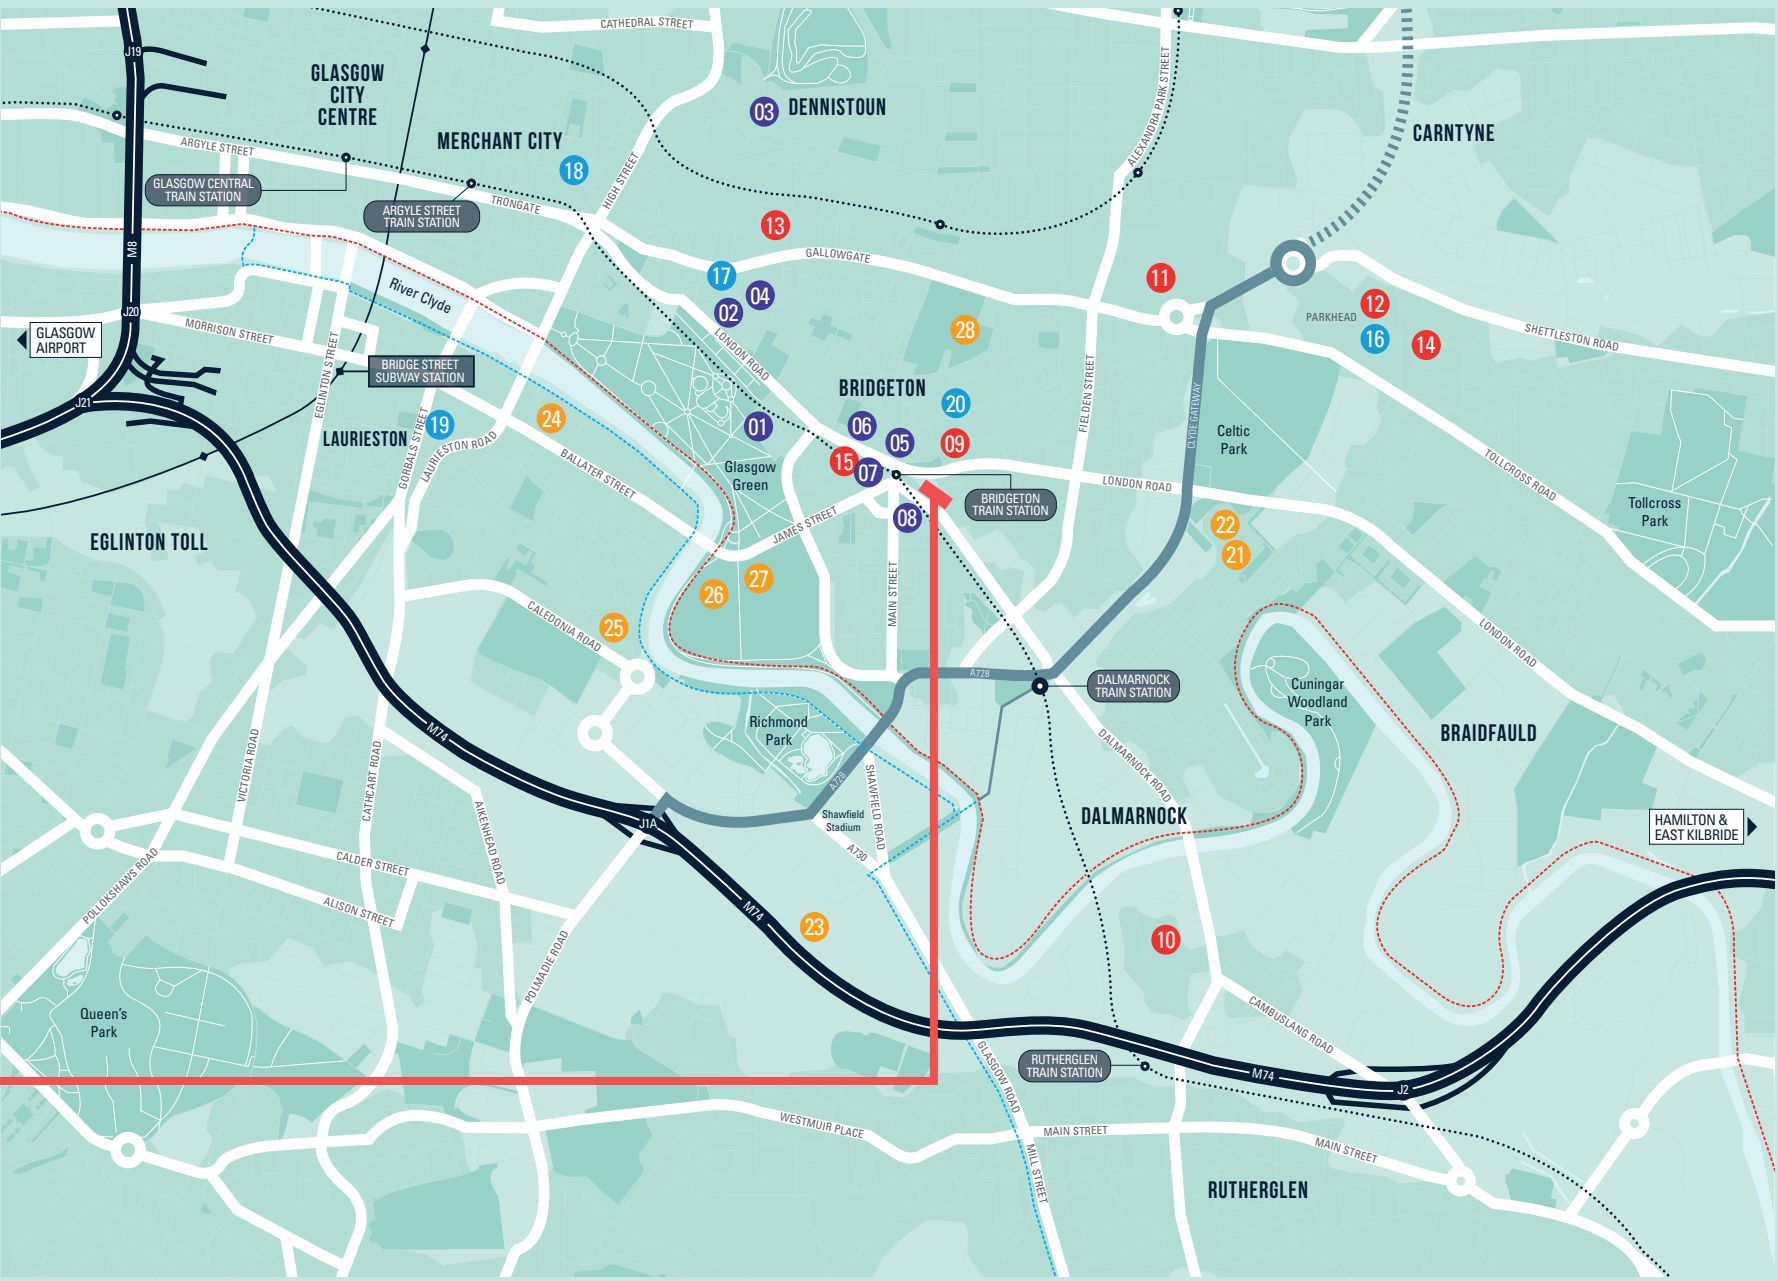 CATHEDRAL STREET
J19
GLASGOW
CITY
CENTRE
ALEXANDRA PARK STREET
03
DENNISTOUN
CARNTYNE
MERCHANT CITY
ARGYLE STREET
18
HIGH STREET
GLASGOW CENTRAL
TRAIN STATION
ARGYLE STREET
TRAIN STATION
TRONGATE
13
M8
GALLOWGATE
17
04
02
11
12
PARKHEAD
16
14
River Clyde
J20
MORRISON STREET
GLASGOW
AIRPORT
28
SHETTLESTON ROAD
EGLINTON STREET
BRIDGE STREET
SUBWAY STATION
LONDON ROAD
BRIDGETON
FIELDEN STREET
CLYDE GATEWAY
J21
20
24
19
LAURIESTON
GORBALS STREET
LAURIESTON ROAD
01
06
05
09
15
07
Celtic
Park
BALLATER STREET
Glasgow
Green
LONDON ROAD
TOLLCROSS ROAD
BRIDGETON
TRAIN STATION
Tollcross
Park
JAMES STREET
08
22
21
EGLINTON TOLL
27
26
MAIN STREET
25
CALEDONIA ROAD
LONDON ROAD
A728
DALMARNOCK
TRAIN STATION
Cuningar
Woodland
Park
Richmond
Park
BRAIDFAULD
M74
VICTORIA ROAD
CATHCART ROAD
A728
SHAWFIELD ROAD
DALMARNOCK ROAD
AIKENHEAD ROAD
J1A
Shawfield
Stadium
A730
DALMARNOCK
HAMILTON &
EAST KILBRIDE
CALDER STREET
POLLOKSHAWS ROAD
ALISON STREET
M74
23
10
POLMADIE ROAD
Queen's
Park
CAMBUSLANG ROAD
GLASGOW ROAD
RUTHERGLEN
TRAIN STATION
M74
J2
WESTMUIR PLACE
MAIN STREET
MAIN STREET
MILL STREET
RUTHERGLEN